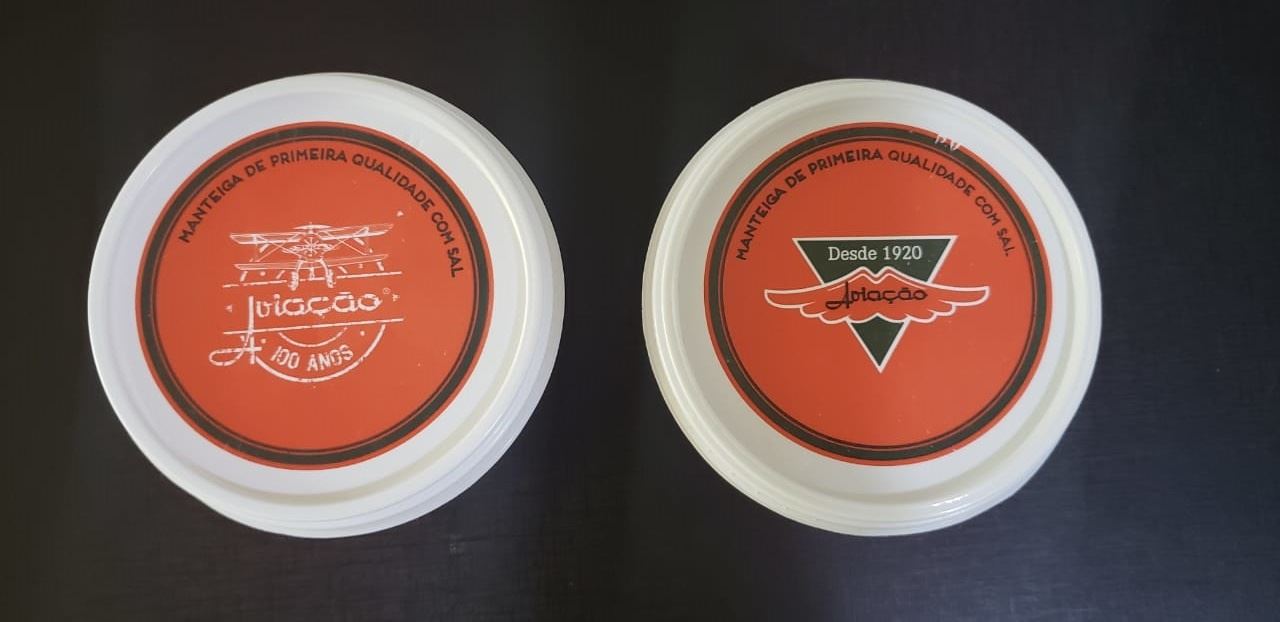 MANTEIGA DE PRIMEIRA QUALIDADE COM SAL
Aviação®
100 ANOS
MANTEIGA DE PRIMEIRA QUALIDADE COM SAL
Desde 1920
Aviação